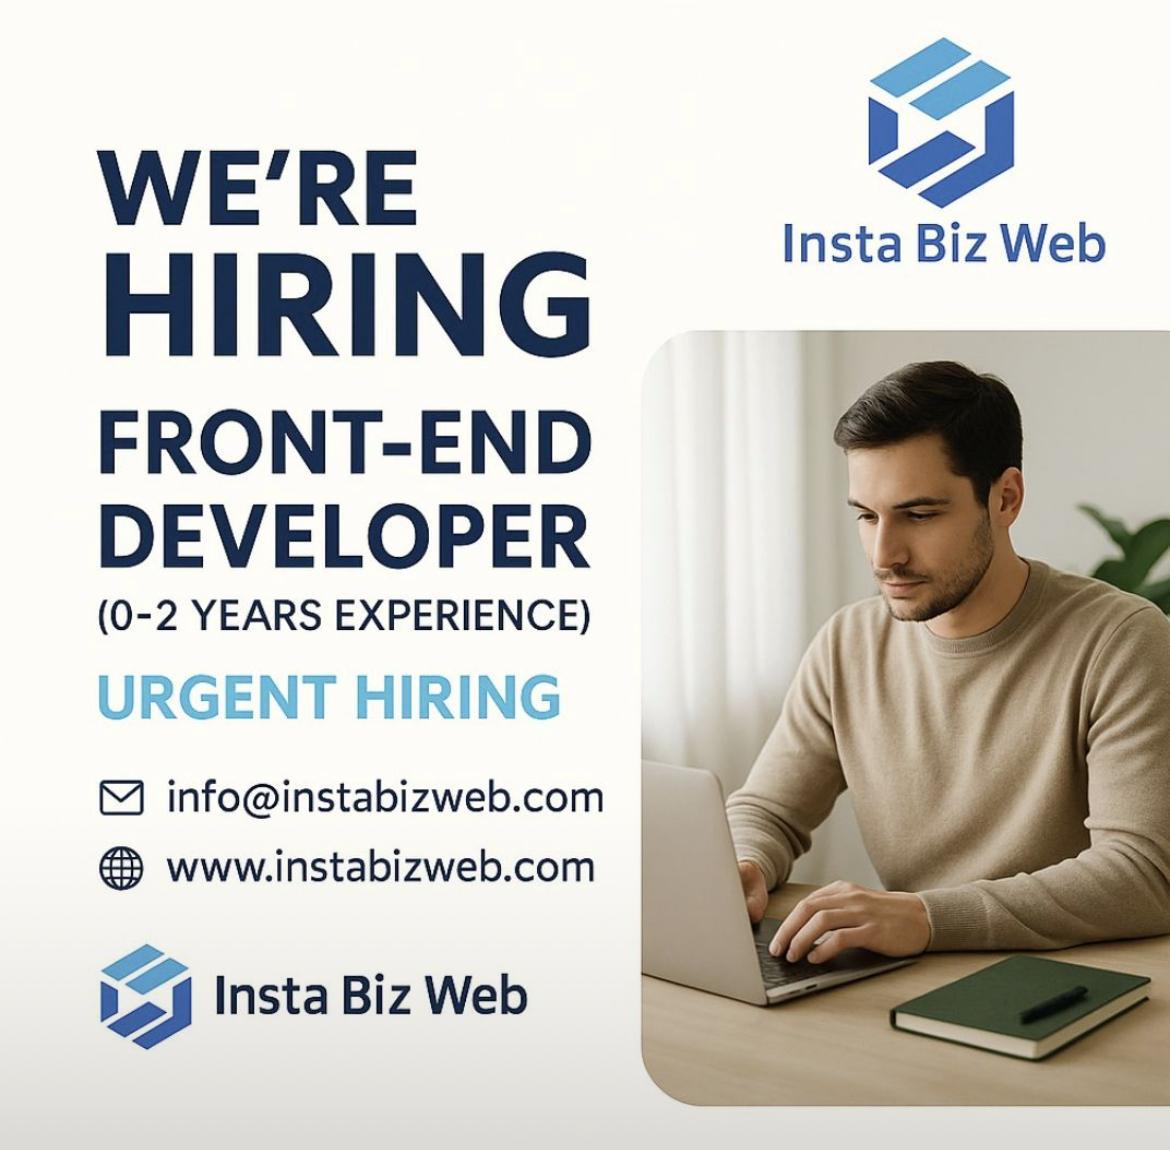 WE’RE
HIRING
FRONT-END
DEVELOPER
(0-2 YEARS EXPERIENCE)
URGENT HIRING
info@instabizweb.com
www.instabizweb.com
Insta Biz Web
Insta Biz Web